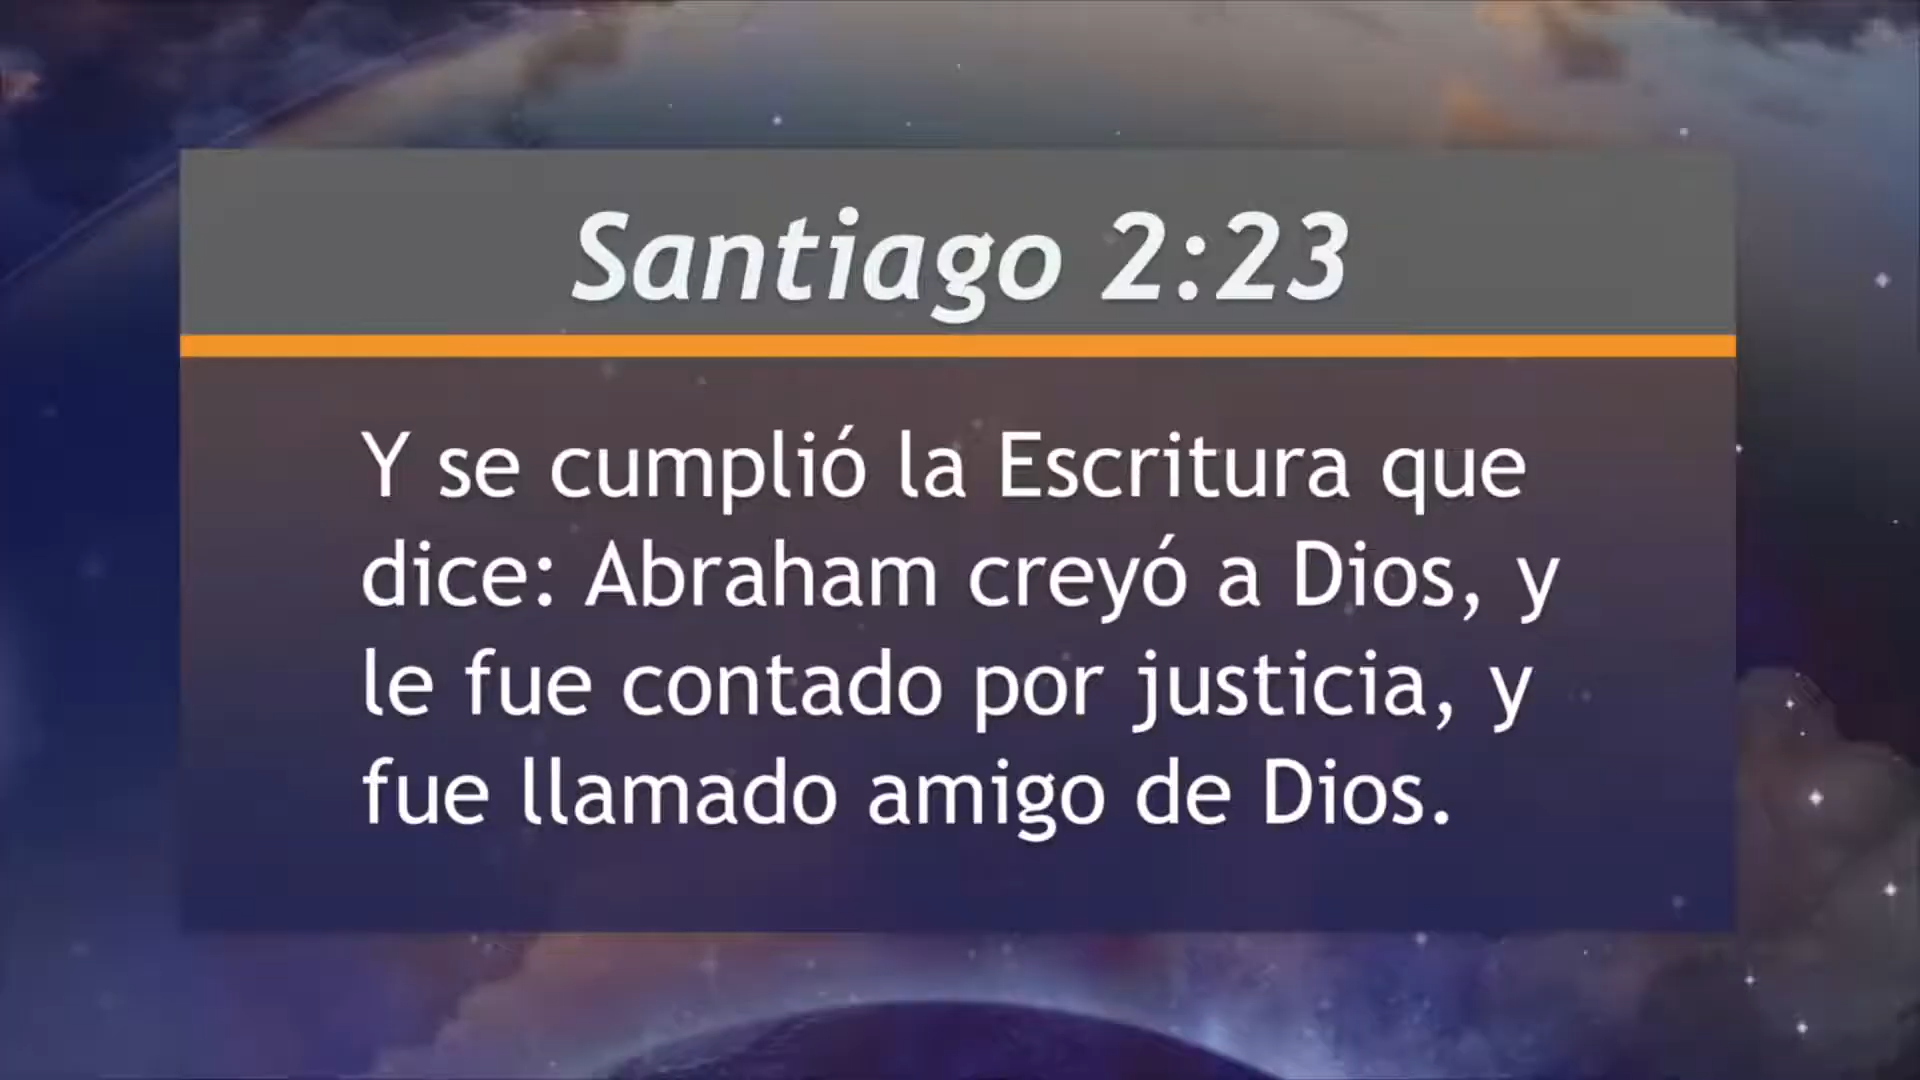 Santiago 2:23
Y se cumplió la Escritura que
dice: Abraham creyó a Dios, y
le fue contado por justicia, y
fue llamado amigo de Dios.